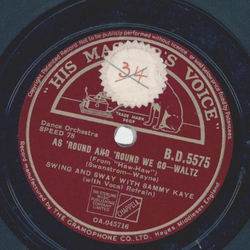 "HIS MASTER'S VOICE"
34
Dance Orchestra
SPEED 78
B.D.5575
AS 'ROUND AND 'ROUND WE GO—WALTZ
(From "Haw-Haw")
(Swanstrom—Wayne)
SWING AND SWAY WITH SAMMY KAYE
(with Vocal Refrain)
CHAPPELL
OA.045716
THE GRAMOPHONE CO. LTD.
Hayes Middlesex England